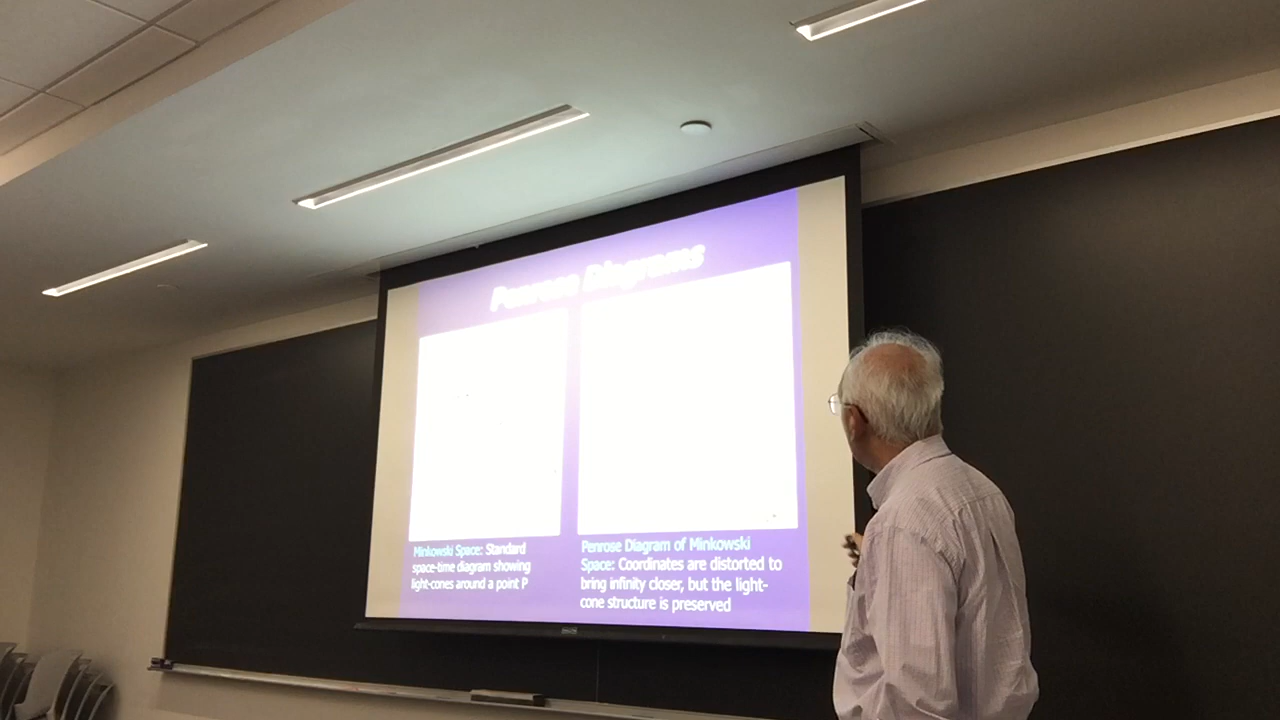 Penrose Diagrams
Minkowski Space: Standard
space-time diagram showing
light-cones around a point P
Penrose Diagram of Minkowski
Space: Coordinates are distorted to
bring infinity closer, but the light-
cone structure is preserved